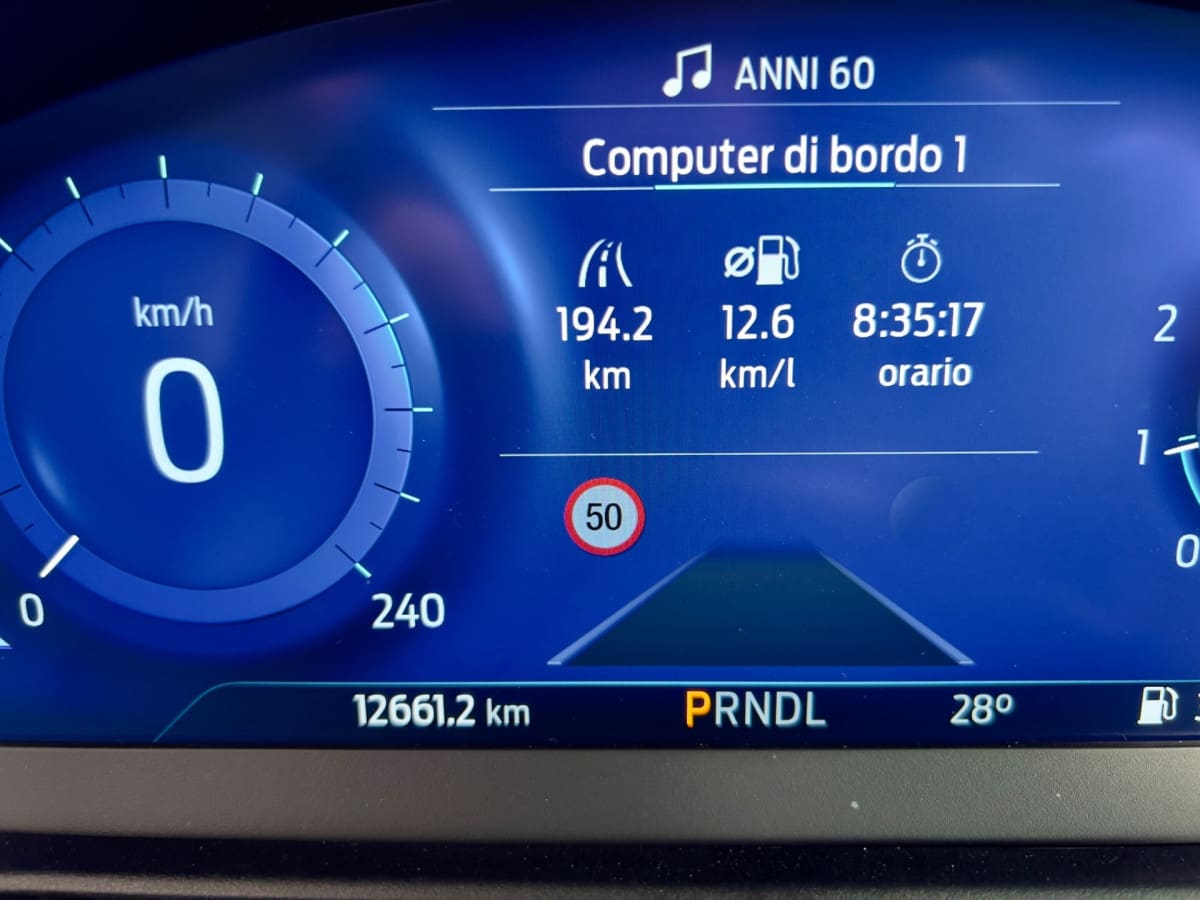 ANNI 60
Computer di bordo 1
194.2 12.6 8:35:17
km km/l orario
km/h
0
0 240
50
2
1
0
12661.2 km PRNDL 28º